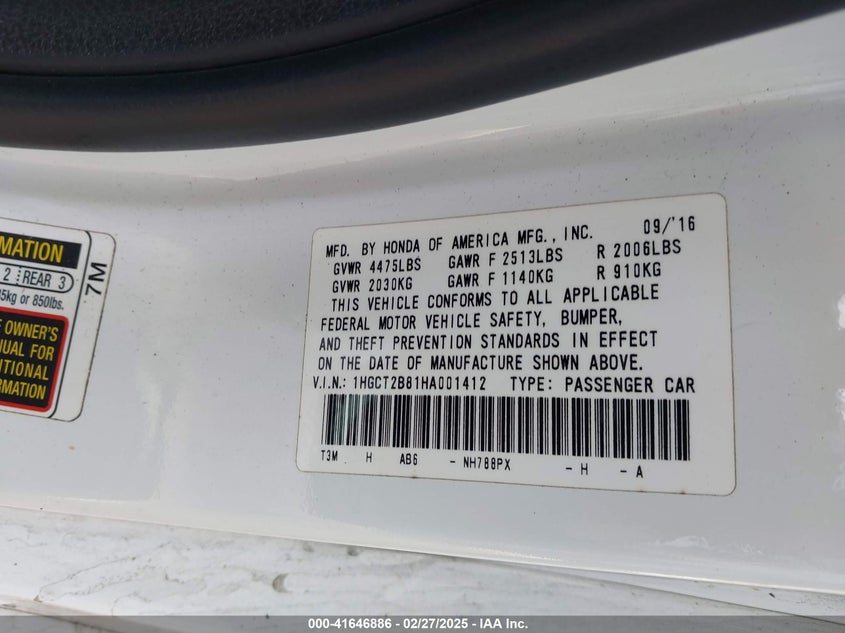 MATION
2 REAR 3
5kg or 850lbs.
E OWNER'S
NUAL FOR
DITIONAL
RMATION
7M
MFD. BY HONDA OF AMERICA MFG., INC. 09/'16
GVWR 4475LBS GAWR F 2513LBS R 2006LBS
GVWR 2030KG GAWR F 1140KG R 910KG
THIS VEHICLE CONFORMS TO ALL APPLICABLE
FEDERAL MOTOR VEHICLE SAFETY, BUMPER,
AND THEFT PREVENTION STANDARDS IN EFFECT
ON THE DATE OF MANUFACTURE SHOWN ABOVE.
V.I.N.: 1HGCT2B81HA001412 TYPE: PASSENGER CAR
T3M H AB6 - NH788PX - H - A
000-41646886 - 02/27/2025 - IAA Inc.